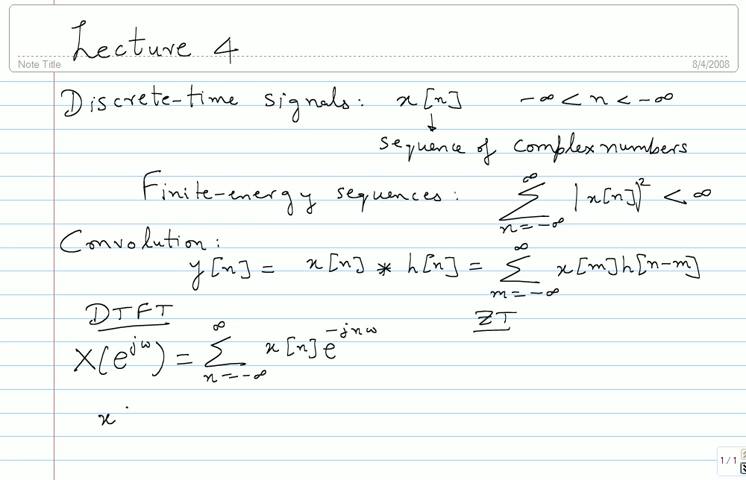 Lecture 4
Note Title 8/4/2008
Discrete-time signals: x[n] -∞ < n < -∞
↓
sequence of complex numbers
Finite-energy sequences: ∑_{n=-∞}^{∞} |x[n]|² < ∞
Convolution:
y[n] = x[n] * h[n] = ∑_{m=-∞}^{∞} x[m]h[n-m]
DTFT ZT
X(e^{jω}) = ∑_{n=-∞}^{∞} x[n] e^{-jnω}
x
1/1